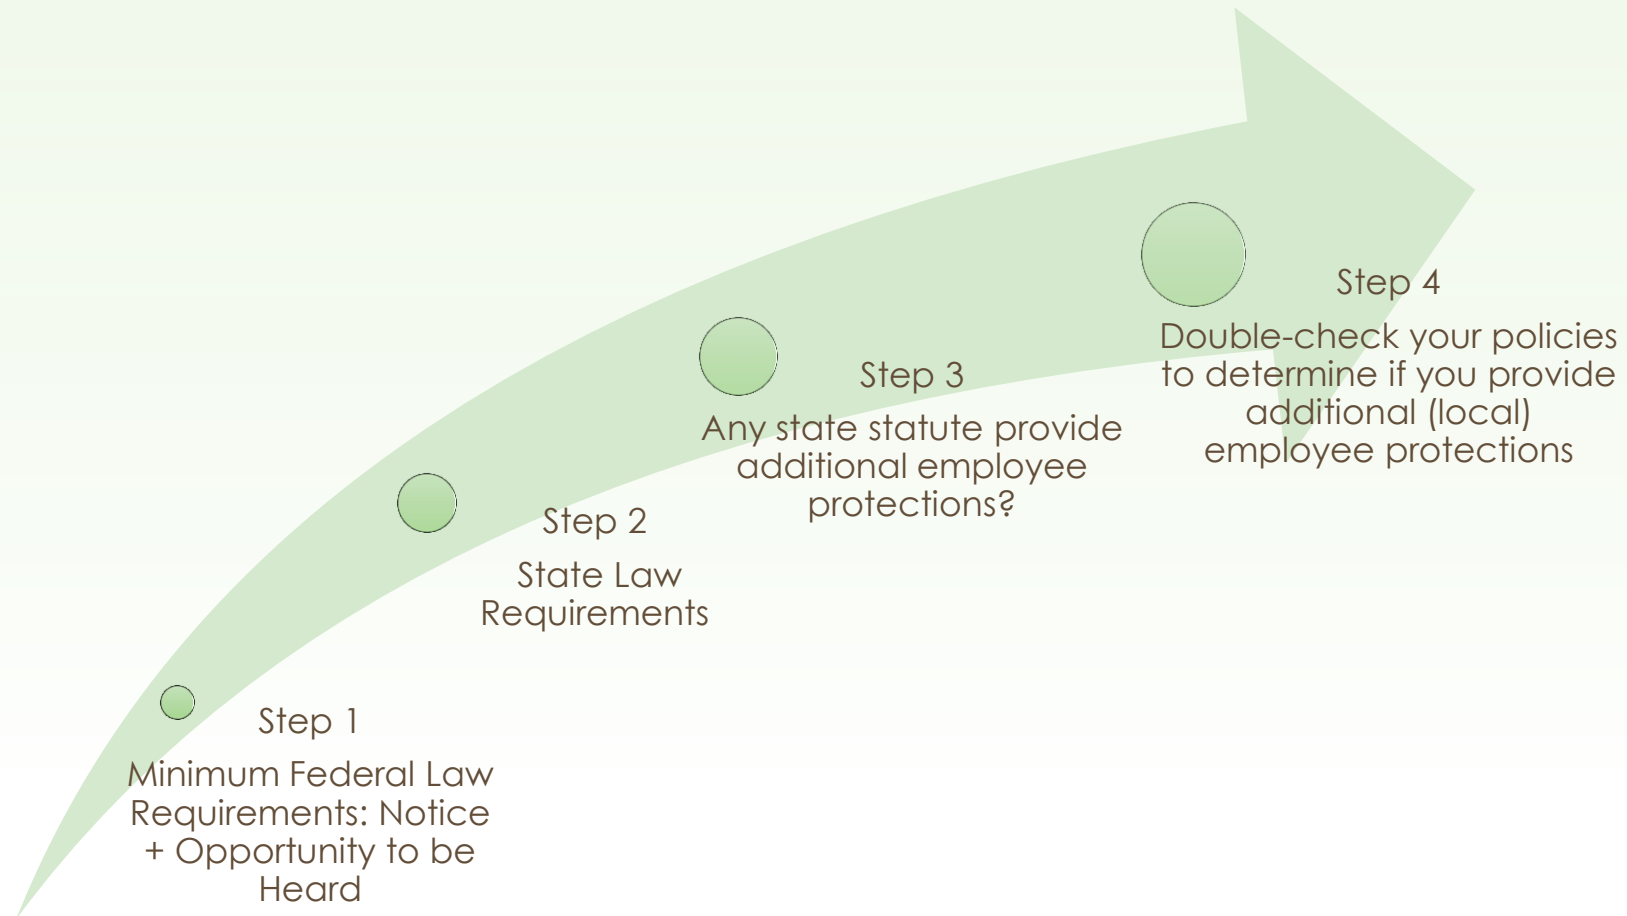 Step 1
Minimum Federal Law
Requirements: Notice
+ Opportunity to be
Heard
Step 2
State Law
Requirements
Step 3
Any state statute provide
additional employee
protections?
Step 4
Double-check your policies
to determine if you provide
additional (local)
employee protections